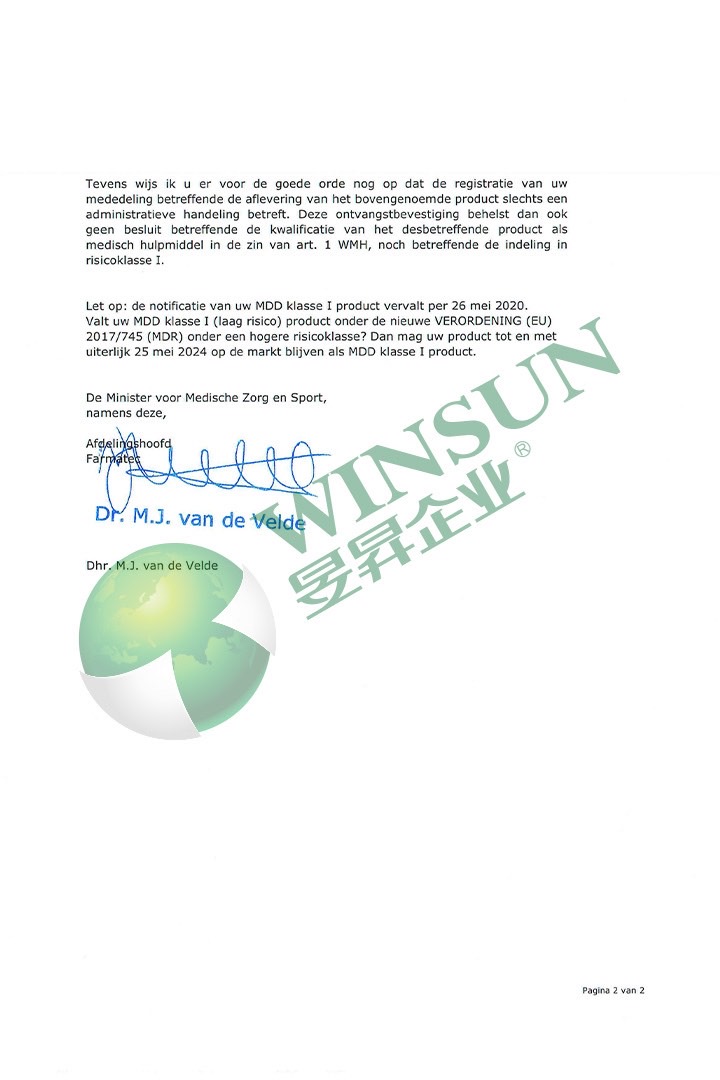 Tevens wijs ik u er voor de goede orde nog op dat de registratie van uw
mededeling betreffende de aflevering van het bovengenoemde product slechts een
administratieve handeling betreft. Deze ontvangstbevestiging behelst dan ook
geen besluit betreffende de kwalificatie van het desbetreffende product als
medisch hulpmiddel in de zin van art. 1 WMH, noch betreffende de indeling in
risicoklasse I.
Let op: de notificatie van uw MDD klasse I product vervalt per 26 mei 2020.
Valt uw MDD klasse I (laag risico) product onder de nieuwe VERORDENING (EU)
2017/745 (MDR) onder een hogere risicoklasse? Dan mag uw product tot en met
uiterlijk 25 mei 2024 op de markt blijven als MDD klasse I product.
De Minister voor Medische Zorg en Sport,
namens deze,
Afdelingshoofd
Farmatec
Dr. M.J. van de Velde
Dhr. M.J. van de Velde
WINSUN
昱昇企业®
Pagina 2 van 2